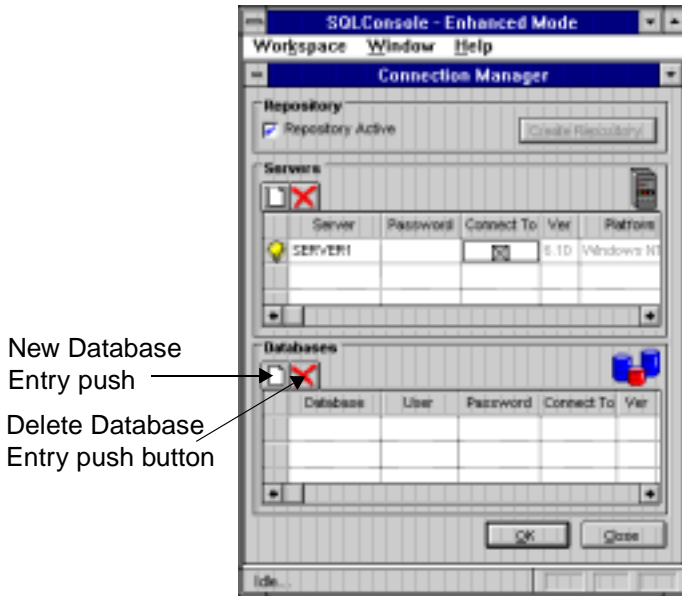 SQLConsole - Enhanced Mode
Workspace Window Help
Connection Manager
Repository
Repository Active
Create Repository
Servers
Server Password Connect To Ver Platform
SERVER1 6.10 Windows NT
New Database
Entry push
Delete Database
Entry push button
Databases
Database User Password Connect To Ver
OK Close
Idle...